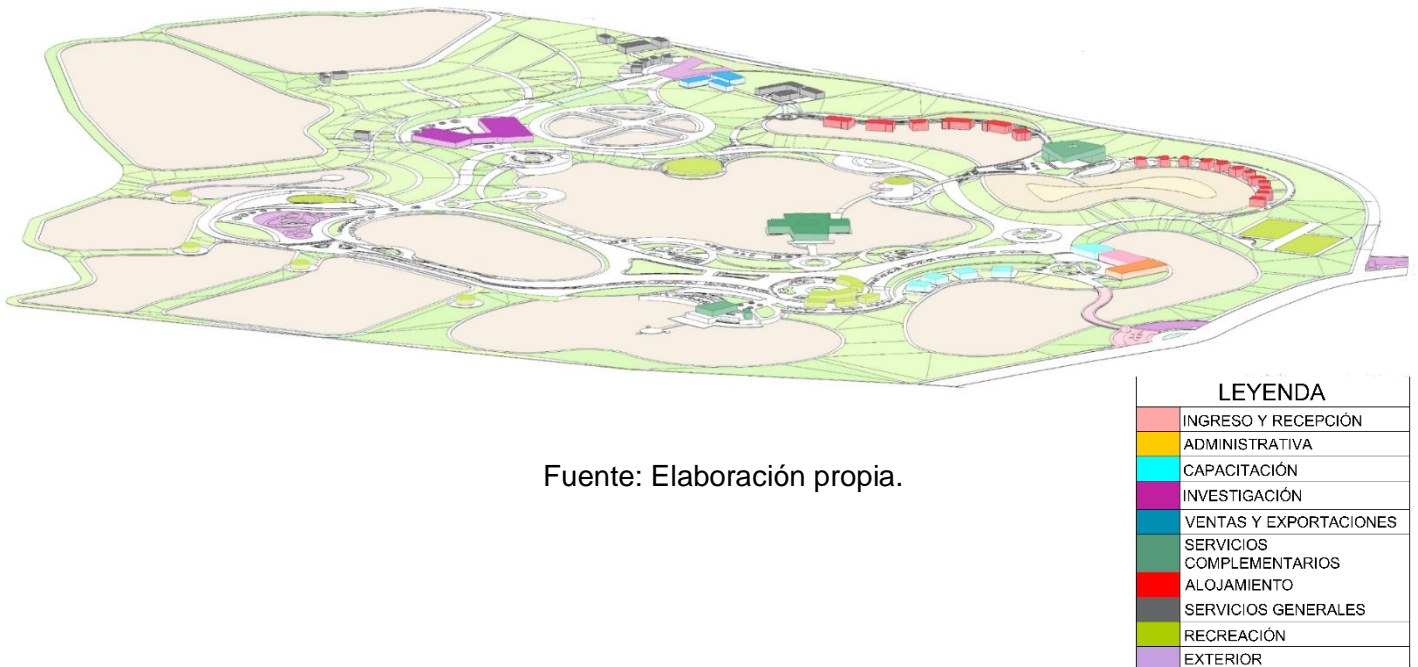 Fuente: Elaboración propia.
LEYENDA
INGRESO Y RECEPCIÓN
ADMINISTRATIVA
CAPACITACIÓN
INVESTIGACIÓN
VENTAS Y EXPORTACIONES
SERVICIOS
COMPLEMENTARIOS
ALOJAMIENTO
SERVICIOS GENERALES
RECREACIÓN
EXTERIOR